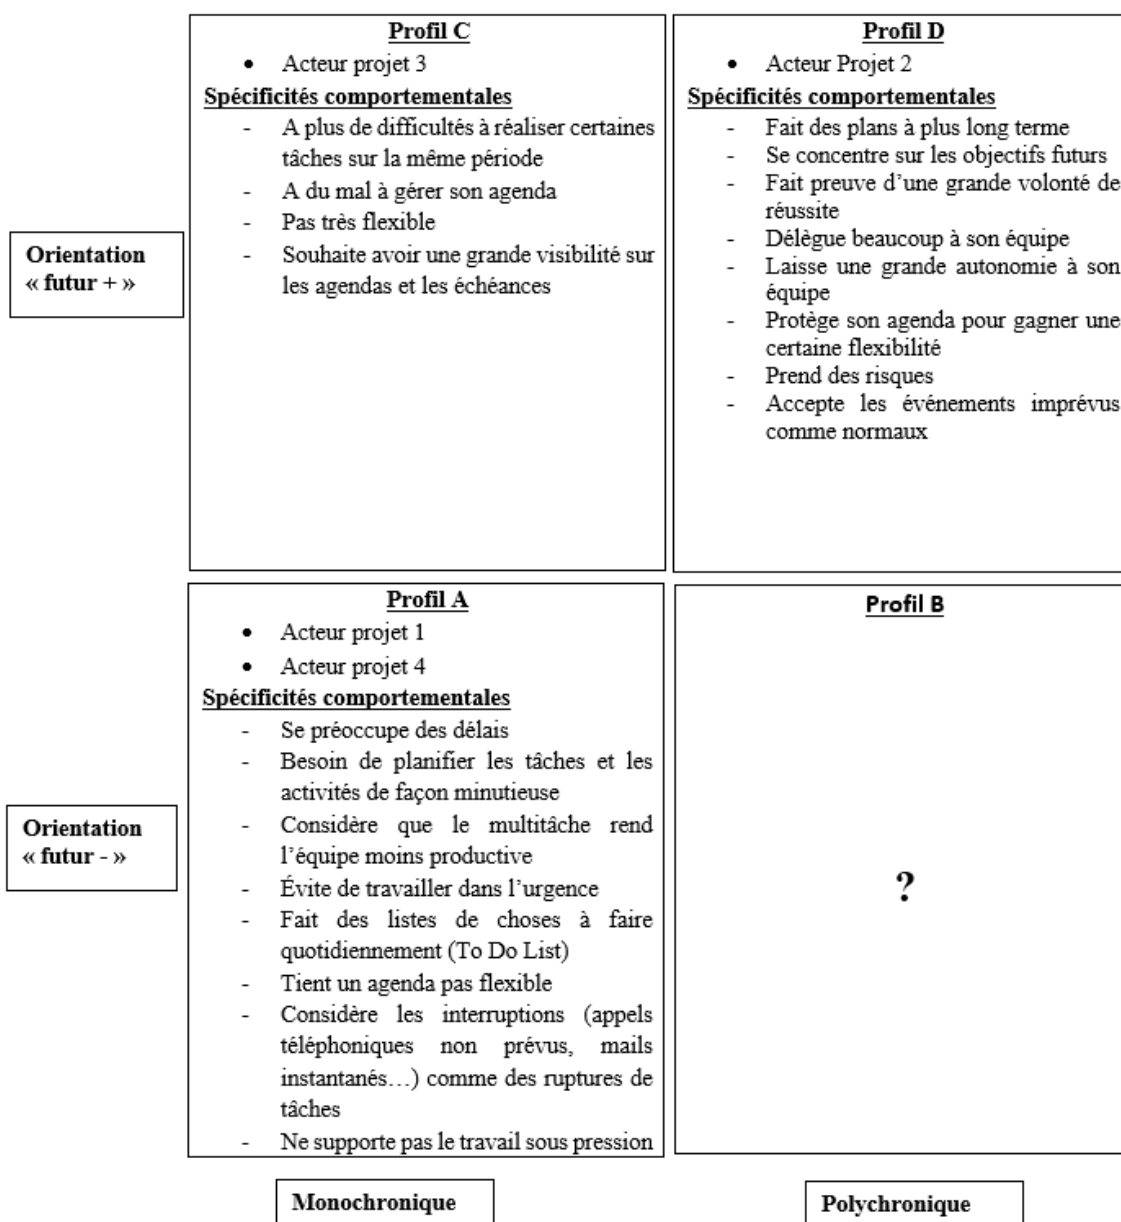 Profil C
• Acteur projet 3
Spécificités comportementales
- A plus de difficultés à réaliser certaines
tâches sur la même période
- A du mal à gérer son agenda
- Pas très flexible
- Souhaite avoir une grande visibilité sur
les agendas et les échéances
Profil D
• Acteur Projet 2
Spécificités comportementales
- Fait des plans à plus long terme
- Se concentre sur les objectifs futurs
- Fait preuve d'une grande volonté de
réussite
- Délègue beaucoup à son équipe
- Laisse une grande autonomie à son
équipe
- Protège son agenda pour gagner une
certaine flexibilité
- Prend des risques
- Accepte les événements imprévus
comme normaux
Orientation
« futur + »
Profil A
• Acteur projet 1
• Acteur projet 4
Spécificités comportementales
- Se préoccupe des délais
- Besoin de planifier les tâches et les
activités de façon minutieuse
- Considère que le multitâche rend
l'équipe moins productive
- Évite de travailler dans l'urgence
- Fait des listes de choses à faire
quotidiennement (To Do List)
- Tient un agenda pas flexible
- Considère les interruptions (appels
téléphoniques non prévus, mails
instantanés…) comme des ruptures de
tâches
- Ne supporte pas le travail sous pression
Profil B
?
Orientation
« futur - »
Monochronique
Polychronique